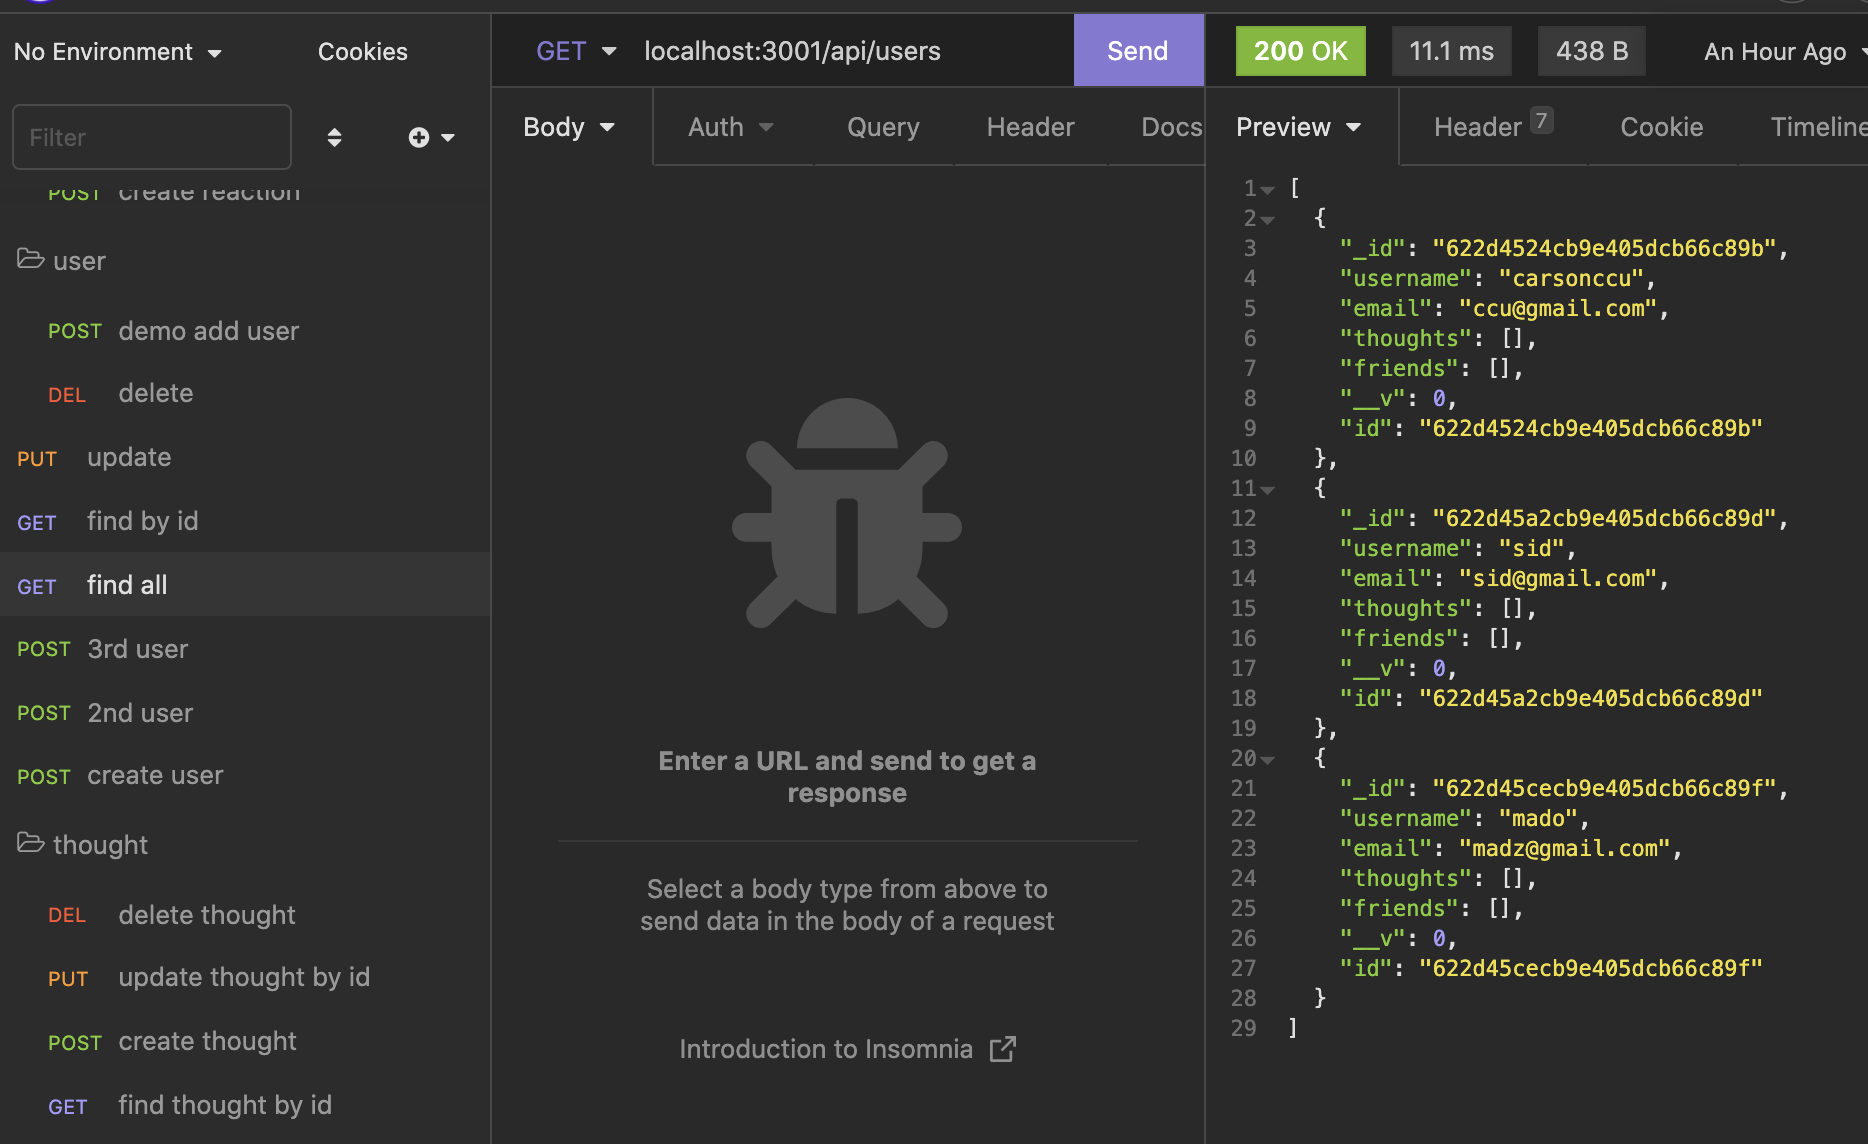 No Environment
Cookies
Filter
POST create reaction
user
POST demo add user
DEL delete
PUT update
GET find by id
GET find all
POST 3rd user
POST 2nd user
POST create user
thought
DEL delete thought
PUT update thought by id
POST create thought
GET find thought by id
GET localhost:3001/api/users Send
Body Auth Query Header Docs
Enter a URL and send to get a
response
Select a body type from above to
send data in the body of a request
Introduction to Insomnia
200 OK 11.1 ms 438 B An Hour Ago
Preview Header 7 Cookie Timeline
1 [
2 {
3 "_id": "622d4524cb9e405dcb66c89b",
4 "username": "carsonccu",
5 "email": "ccu@gmail.com",
6 "thoughts": [],
7 "friends": [],
8 "__v": 0,
9 "id": "622d4524cb9e405dcb66c89b"
10 },
11 {
12 "_id": "622d45a2cb9e405dcb66c89d",
13 "username": "sid",
14 "email": "sid@gmail.com",
15 "thoughts": [],
16 "friends": [],
17 "__v": 0,
18 "id": "622d45a2cb9e405dcb66c89d"
19 },
20 {
21 "_id": "622d45cecb9e405dcb66c89f",
22 "username": "mado",
23 "email": "madz@gmail.com",
24 "thoughts": [],
25 "friends": [],
26 "__v": 0,
27 "id": "622d45cecb9e405dcb66c89f"
28 }
29 ]